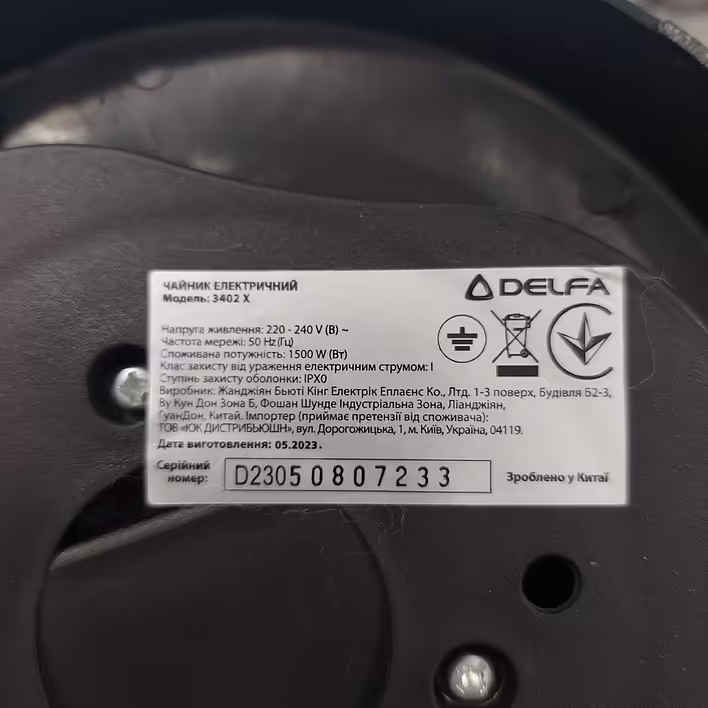 ЧАЙНИК ЕЛЕКТРИЧНИЙ
Модель: 3402 X
DELFA
Напруга живлення: 220 - 240 V (В) ~
Частота мережі: 50 Hz (Гц)
Споживана потужність: 1500 W (Вт)
Клас захисту від ураження електричним струмом: I
Ступінь захисту оболонки: IPX0
Виробник: Жанджіян Бьюті Кінг Електрік Еплаєнс Ко., Лтд. 1-3 поверх, Будівля Б2-3,
Ву Кун Дон Зона Б, Фошан Шунде Індустріальна Зона, Ліанджян,
ГуанДон, Китай. Імпортер (приймає претензії від споживача):
ТОВ «ЮК ДИСТРИБЬЮШН», вул. Дорогожицька, 1, м. Київ, Україна, 04119.
Дата виготовлення: 05.2023.
Серійний номер: D23050807233
Зроблено у Китаї